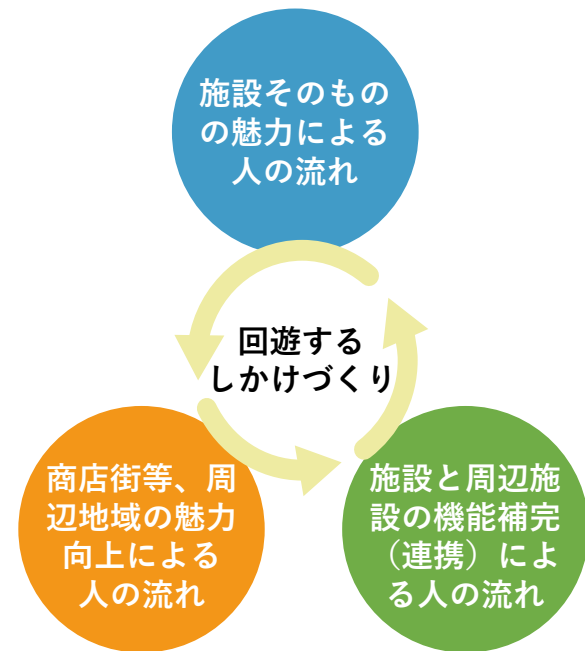 施設そのもの
の魅力による
人の流れ
回遊する
しかけづくり
商店街等、周
辺地域の魅力
向上による
人の流れ
施設と周辺施
設の機能補完
（連携）によ
る人の流れ